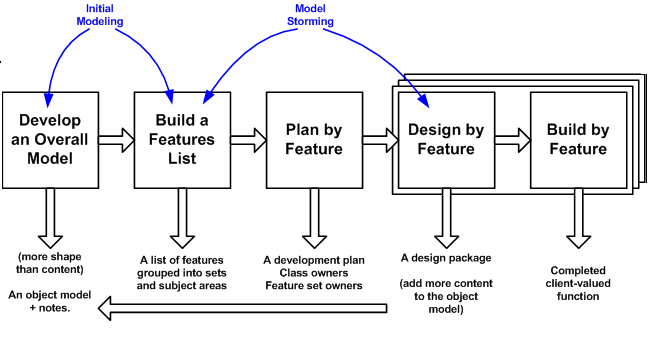 Initial
Modeling
Model
Storming
Develop
an Overall
Model
Build a
Features
List
Plan by
Feature
Design by
Feature
Build by
Feature
(more shape
than content)
An object model
+ notes.
A list of features
grouped into sets
and subject areas
A development plan
Class owners
Feature set owners
A design package
(add more content
to the object
model)
Completed
client-valued
function